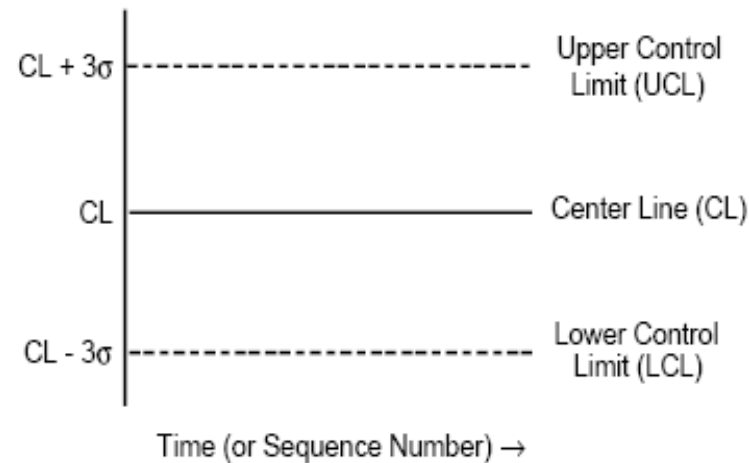 CL + 3σ
Upper Control
Limit (UCL)
CL
Center Line (CL)
CL - 3σ
Lower Control
Limit (LCL)
Time (or Sequence Number) →